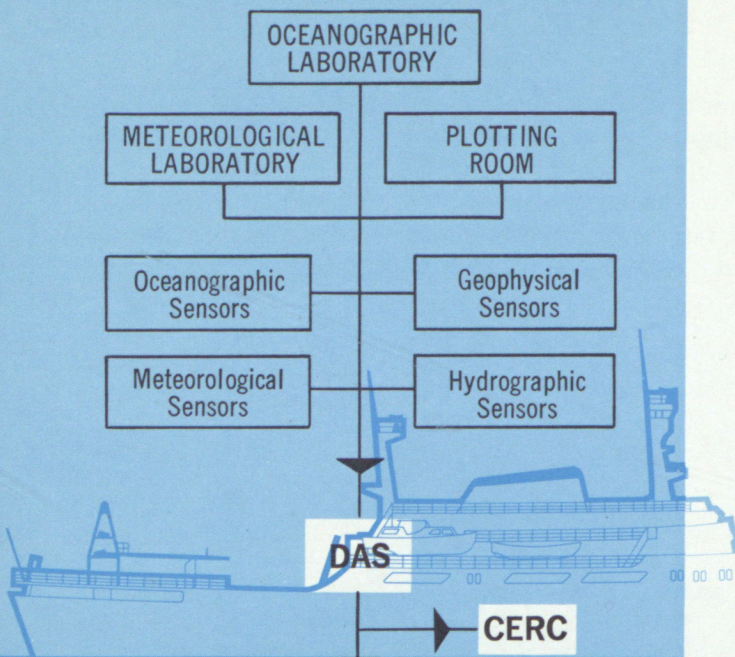 OCEANOGRAPHIC
LABORATORY
METEOROLOGICAL
LABORATORY
PLOTTING
ROOM
Oceanographic
Sensors
Geophysical
Sensors
Meteorological
Sensors
Hydrographic
Sensors
DAS
CERC